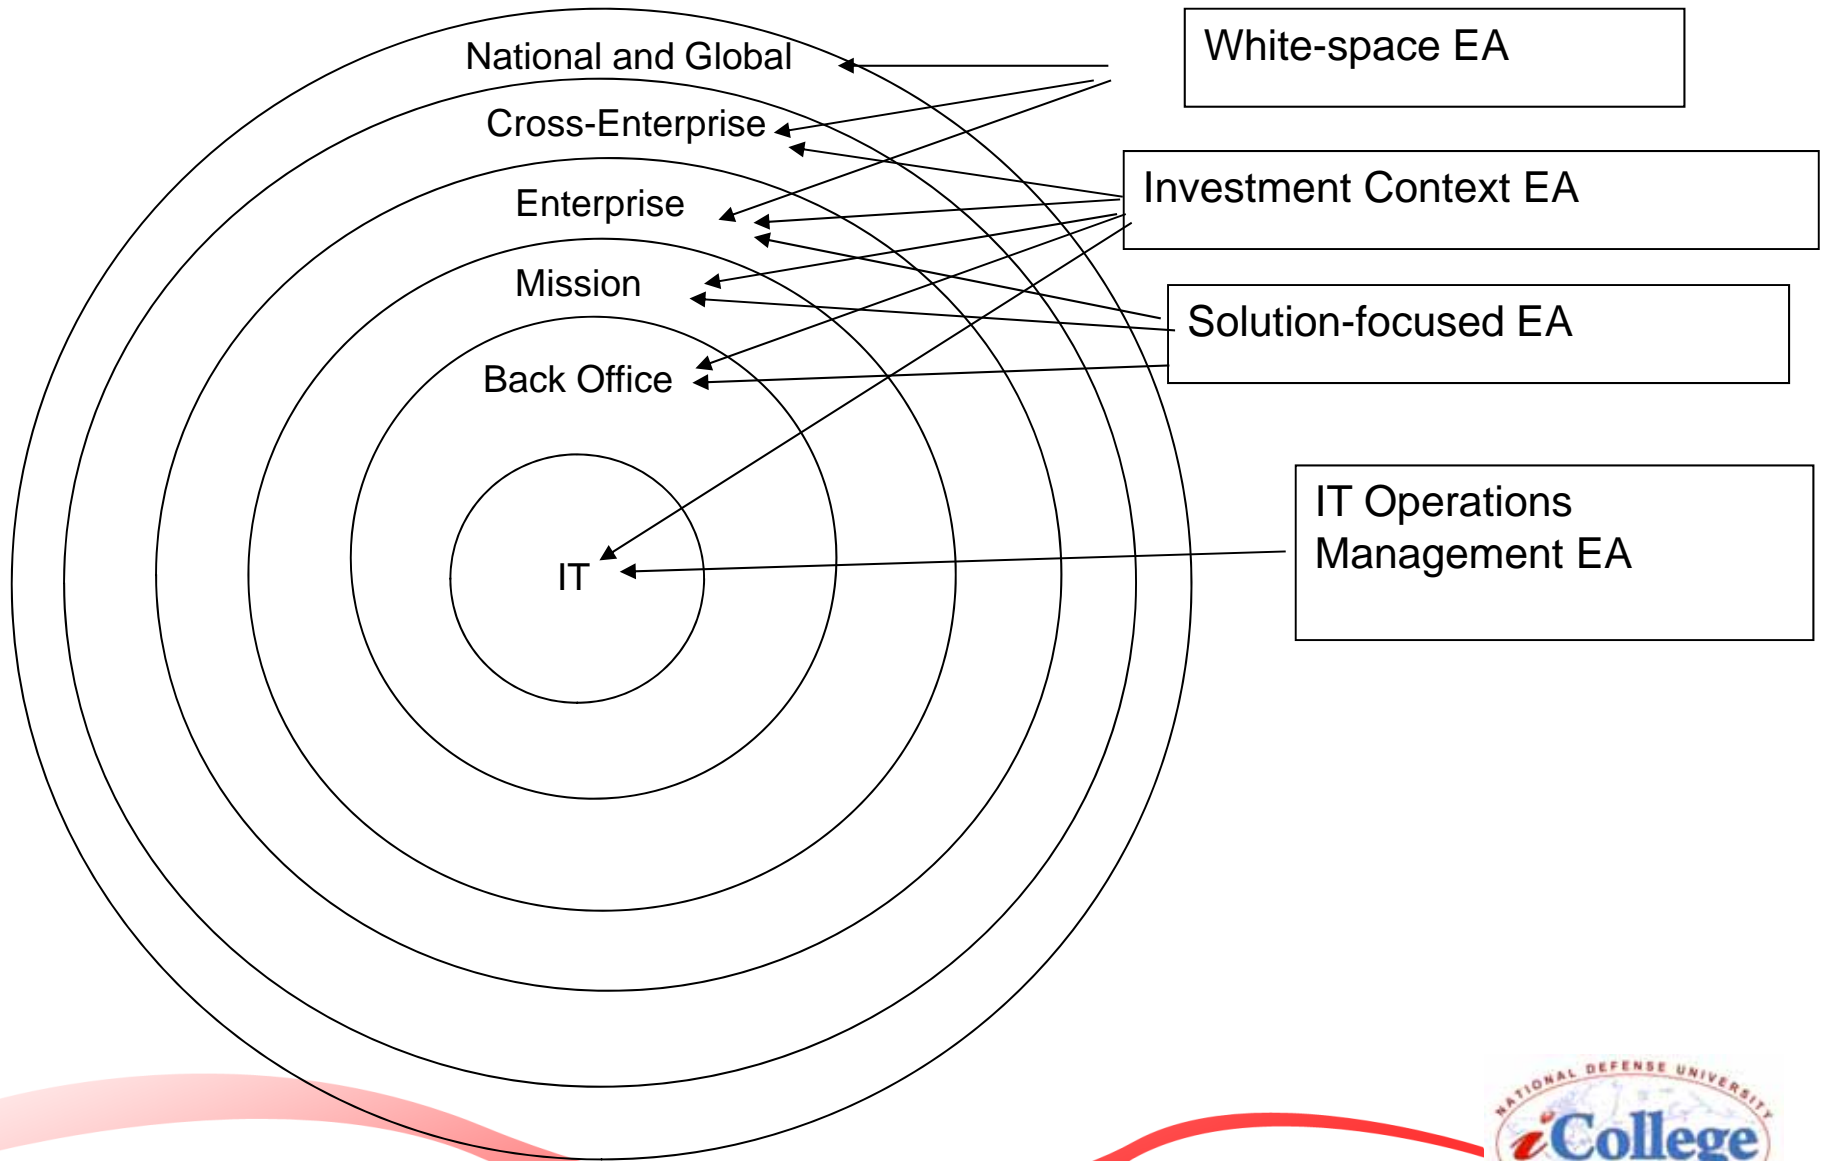 National and Global
White-space EA
Cross-Enterprise
Investment Context EA
Enterprise
Mission
Solution-focused EA
Back Office
IT Operations
Management EA
IT
NATIONAL DEFENSE UNIVERSITY
iCollege